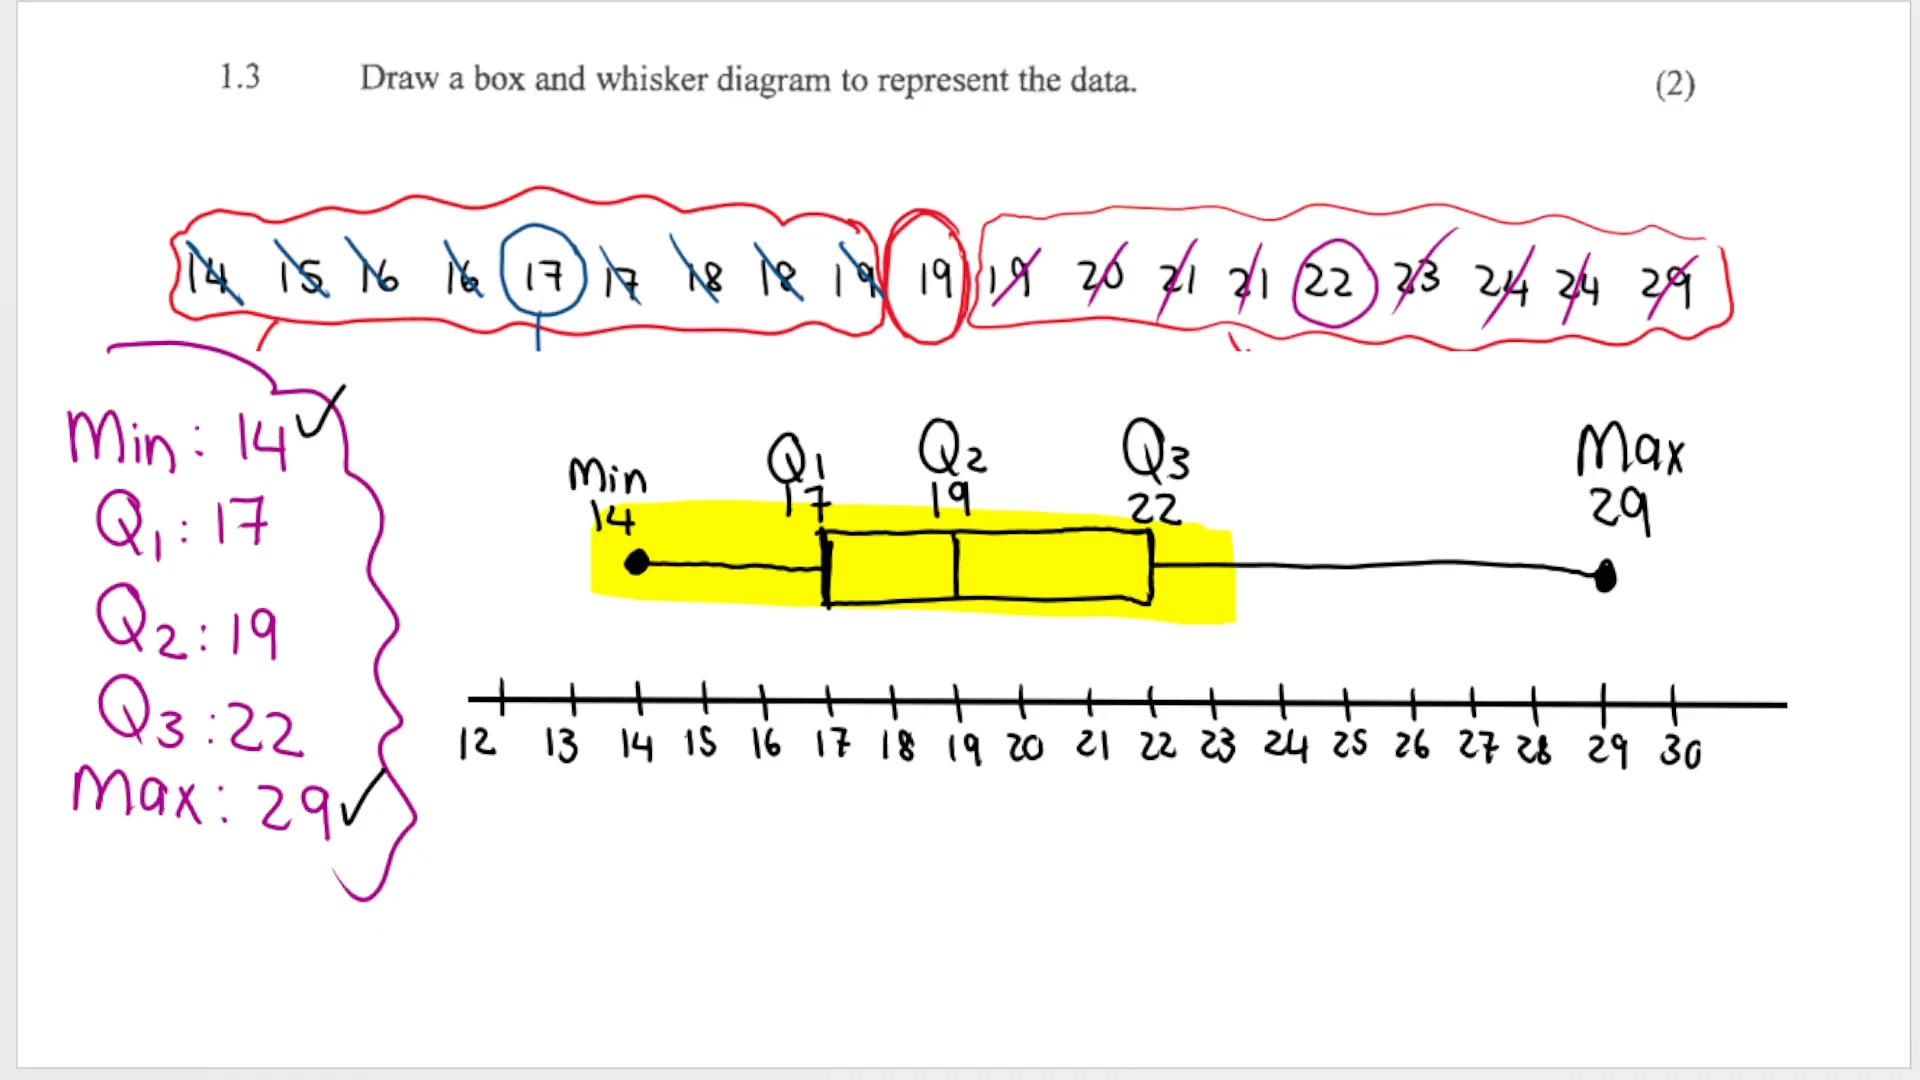 1.3 Draw a box and whisker diagram to represent the data. (2)
14 15 16 16 17 17 18 18 19 19 19 20 21 21 22 23 24 24 29
Min: 14
Q1: 17
Q2: 19
Q3: 22
Max: 29
Min Q1 Q2 Q3 Max
14 17 19 22 29
12 13 14 15 16 17 18 19 20 21 22 23 24 25 26 27 28 29 30